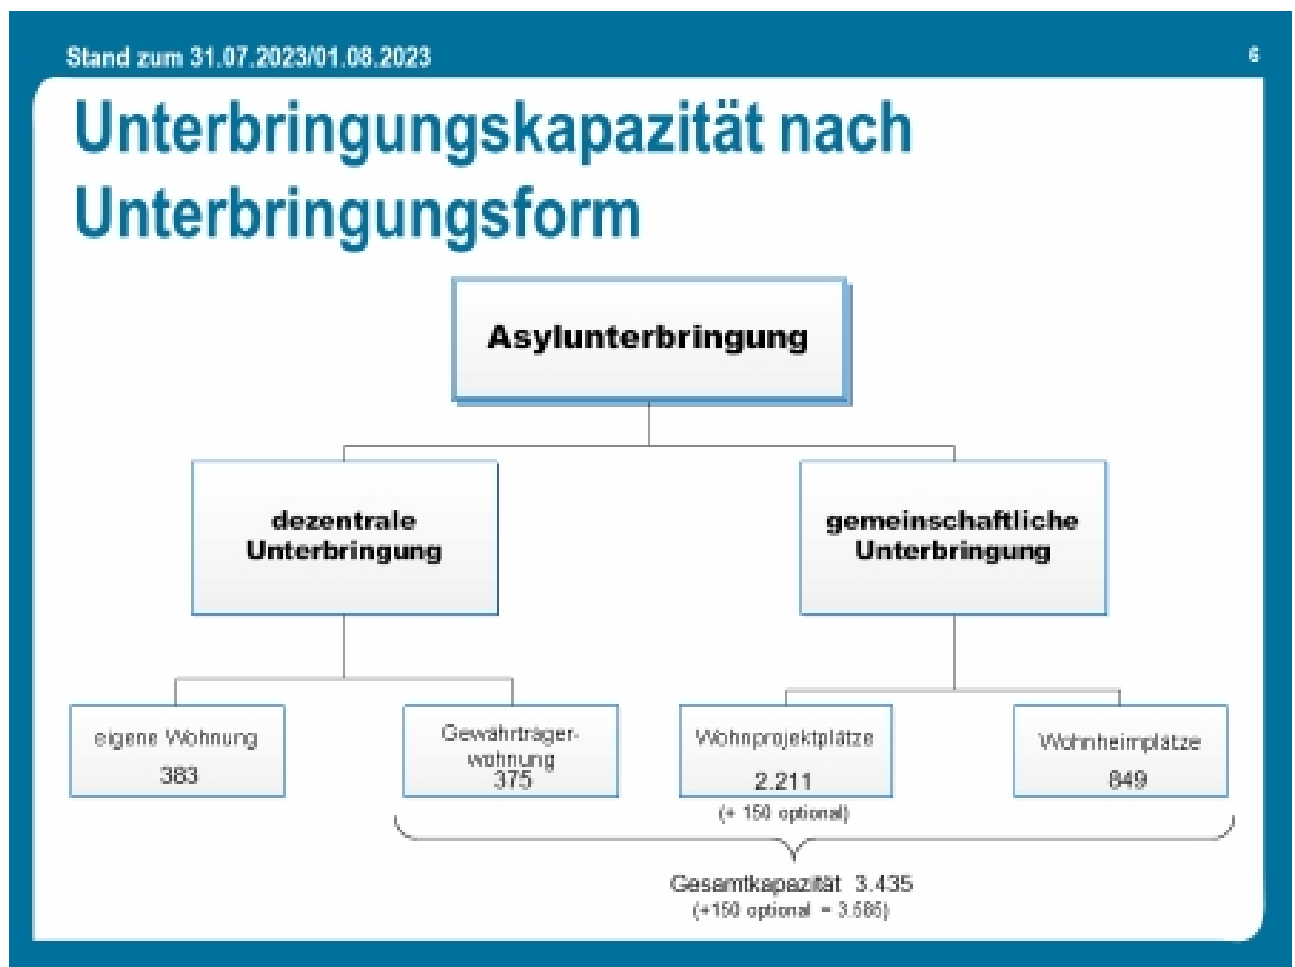 Stand zum 31.07.2023/01.08.2023
6
Unterbringungskapazität nach
Unterbringungsform
Asylunterbringung
dezentrale
Unterbringung
gemeinschaftliche
Unterbringung
eigene Wohnung
383
Gewährträger-
wohnung
375
Wohnprojektplätze
2.211
(+ 150 optional)
Wohnheimplätze
849
Gesamtkapazität 3.435
(+150 optional = 3.585)